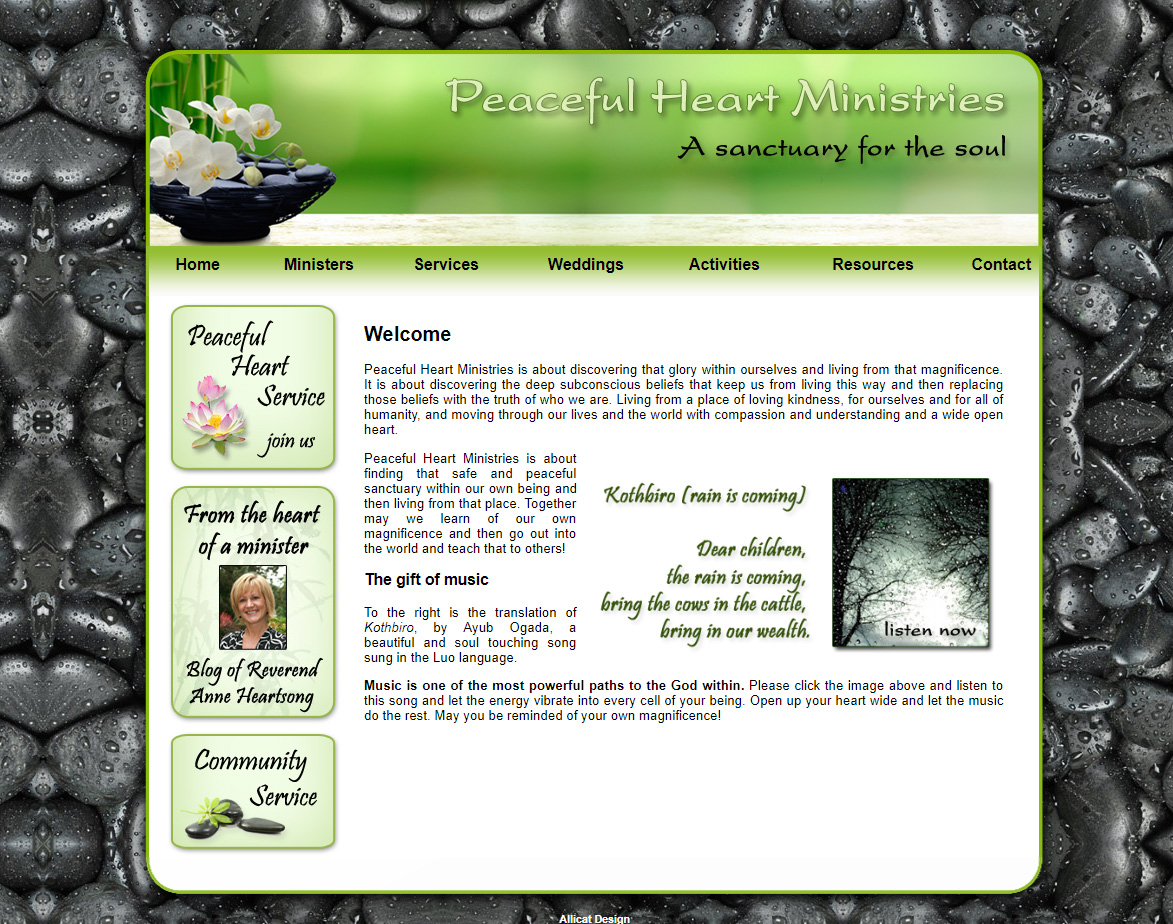 Peaceful Heart Ministries
A sanctuary for the soul
Home Ministers Services Weddings Activities Resources Contact
Peaceful
Heart
Service
join us
From the heart
of a minister
Blog of Reverend
Anne Heartsong
Community
Service
Welcome
Peaceful Heart Ministries is about discovering that glory within ourselves and living from that magnificence.
It is about discovering the deep subconscious beliefs that keep us from living this way and then replacing
those beliefs with the truth of who we are. Living from a place of loving kindness, for ourselves and for all of
humanity, and moving through our lives and the world with compassion and understanding and a wide open
heart.
Peaceful Heart Ministries is about
finding that safe and peaceful
sanctuary within our own being and
then living from that place. Together
may we learn of our own
magnificence and then go out into
the world and teach that to others!
The gift of music
To the right is the translation of
Kothbiro, by Ayub Ogada, a
beautiful and soul touching song
sung in the Luo language.
Kothbiro (rain is coming)
Dear children,
the rain is coming,
bring the cows in the cattle,
bring in our wealth.
listen now
Music is one of the most powerful paths to the God within. Please click the image above and listen to
this song and let the energy vibrate into every cell of your being. Open up your heart wide and let the music
do the rest. May you be reminded of your own magnificence!
Allicat Design